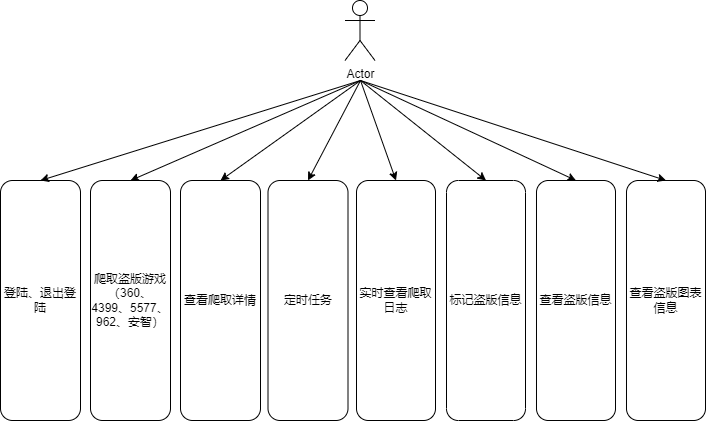 Actor
登陆、退出登
陆
爬取盗版游戏
（360、
4399、5577、
962、安智）
查看爬取详情
定时任务
实时查看爬取
日志
标记盗版信息
查看盗版信息
查看盗版图表
信息